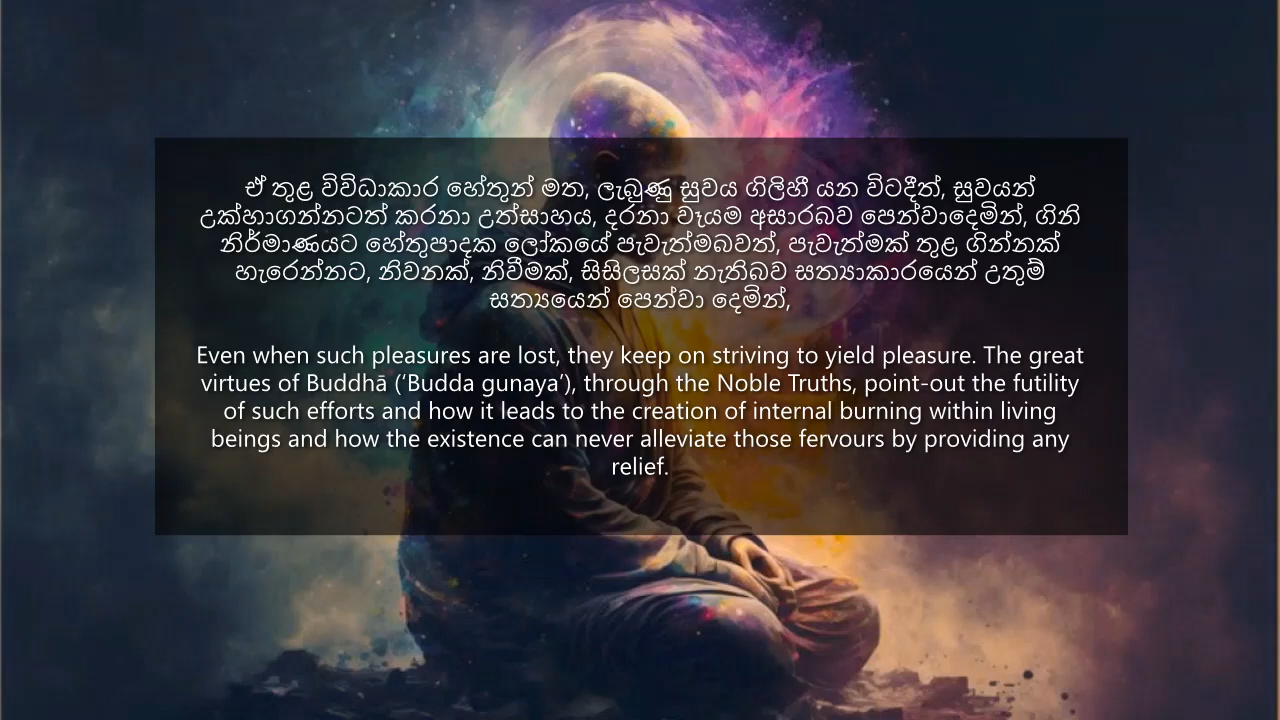 ඒ තුළ විවිධාකාර හේතූන් මත, ලැබුණු සුවය ගිලිහී යන විටදීත්, සුවයන්
උක්හාගන්නටත් කරනා උත්සාහය, දරනා වෑයම අසාරබව පෙන්වාදෙමින්, ගිනි
නිර්මාණයට හේතුපාදක ලෝකයේ පැවැත්මබවත්, පැවැත්මක් තුළ ගින්නක්
හැරෙන්නට, නිවනක්, නිවීමක්, සිසිලසක් නැතිබව සත්‍යාකාරයෙන් උතුම්
සත්‍යයෙන් පෙන්වා දෙමින්,
Even when such pleasures are lost, they keep on striving to yield pleasure. The great
virtues of Buddhā (‘Budda gunaya’), through the Noble Truths, point-out the futility
of such efforts and how it leads to the creation of internal burning within living
beings and how the existence can never alleviate those fervours by providing any
relief.